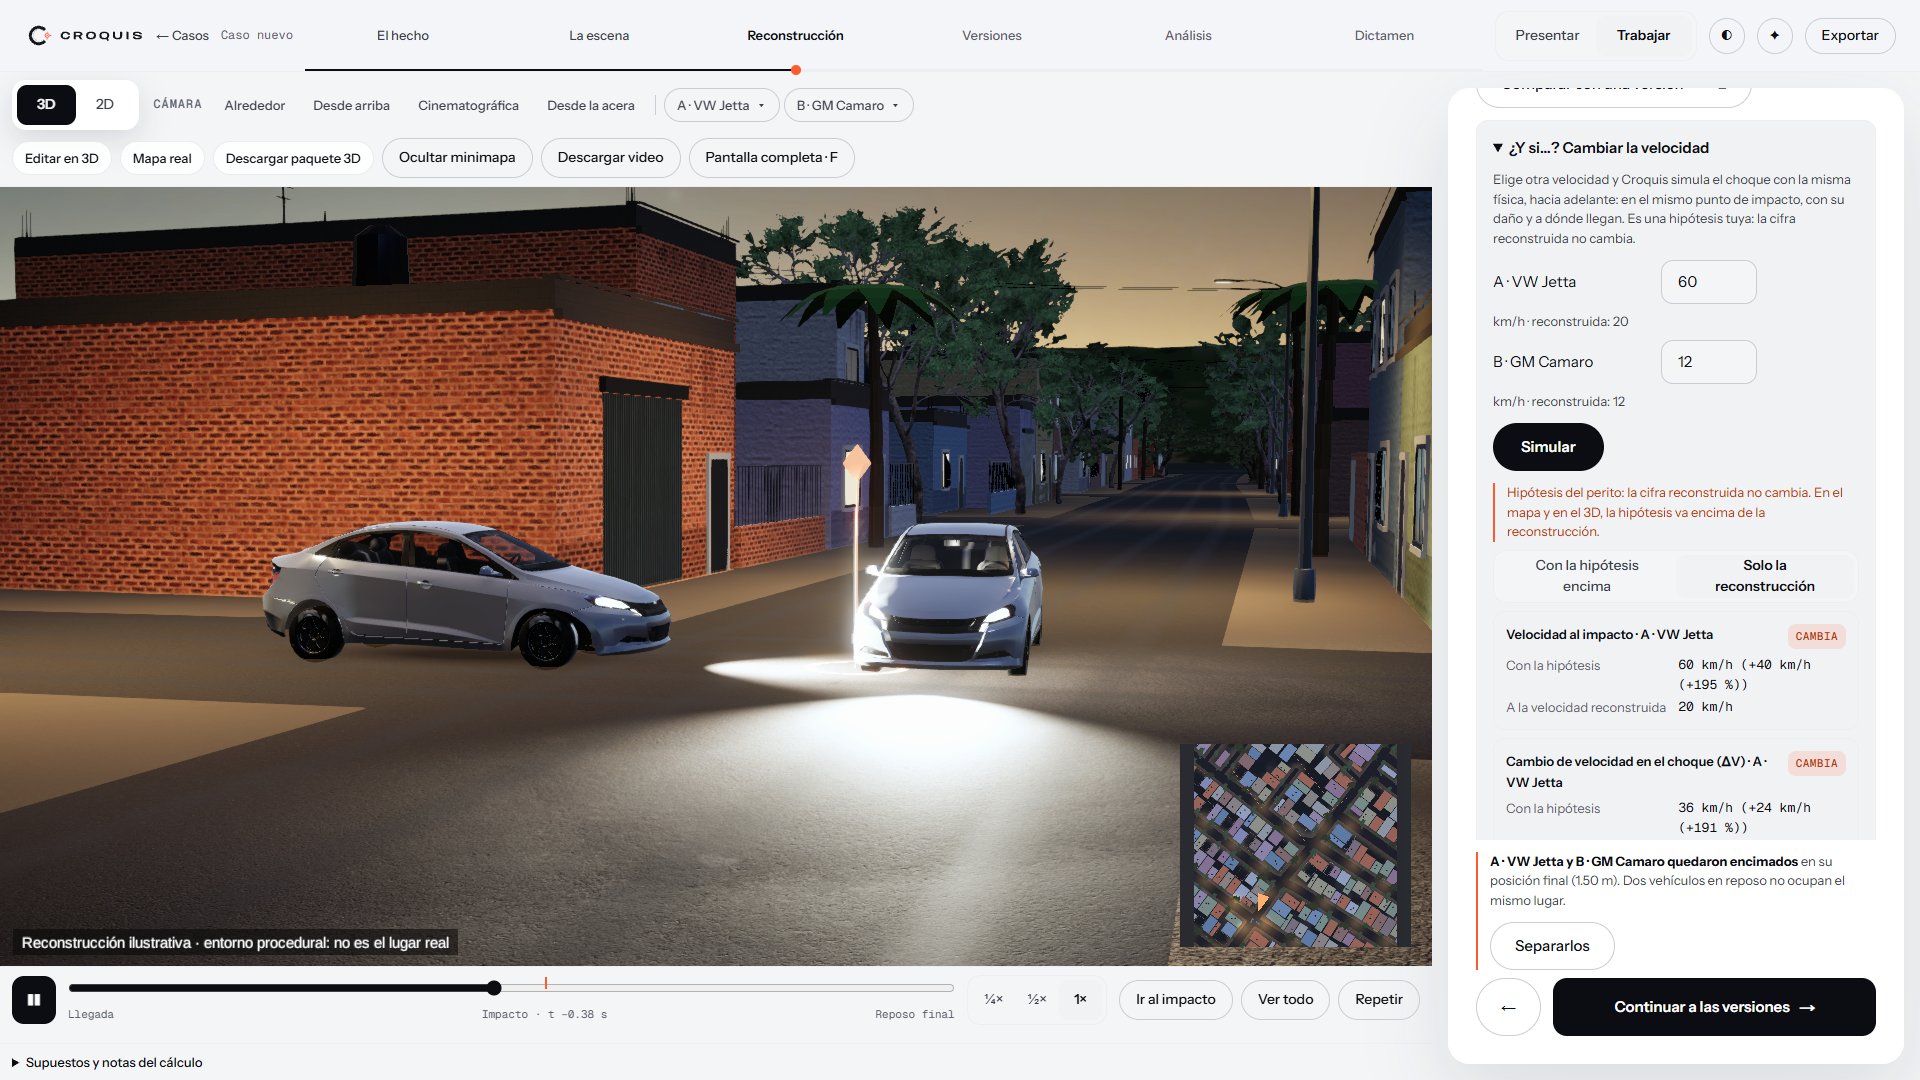 CROQUIS
← Casos
Caso nuevo
El hecho
La escena
Reconstrucción
Versiones
Análisis
Dictamen
Presentar
Trabajar
Exportar
3D
2D
CÁMARA
Alrededor
Desde arriba
Cinematográfica
Desde la acera
A · VW Jetta
B · GM Camaro
Editar en 3D
Mapa real
Descargar paquete 3D
Ocultar minimapa
Descargar video
Pantalla completa · F
Reconstrucción ilustrativa · entorno procedural: no es el lugar real
Llegada
Impacto · t −0.38 s
Reposo final
¼×
½×
1×
Ir al impacto
Ver todo
Repetir
Supuestos y notas del cálculo
¿Y si…? Cambiar la velocidad
Elige otra velocidad y Croquis simula el choque con la misma
física, hacia adelante: en el mismo punto de impacto, con su
daño y a dónde llegan. Es una hipótesis tuya: la cifra
reconstruida no cambia.
A · VW Jetta
60
km/h · reconstruida: 20
B · GM Camaro
12
km/h · reconstruida: 12
Simular
Hipótesis del perito: la cifra reconstruida no cambia. En el
mapa y en el 3D, la hipótesis va encima de la
reconstrucción.
Con la hipótesis
encima
Solo la
reconstrucción
Velocidad al impacto · A · VW Jetta
CAMBIA
Con la hipótesis
60 km/h (+40 km/h
(+195 %))
A la velocidad reconstruida
20 km/h
Cambio de velocidad en el choque (ΔV) · A ·
VW Jetta
CAMBIA
Con la hipótesis
36 km/h (+24 km/h
(+191 %))
A · VW Jetta y B · GM Camaro quedaron encimados en su
posición final (1.50 m). Dos vehículos en reposo no ocupan el
mismo lugar.
Separarlos
←
Continuar a las versiones →